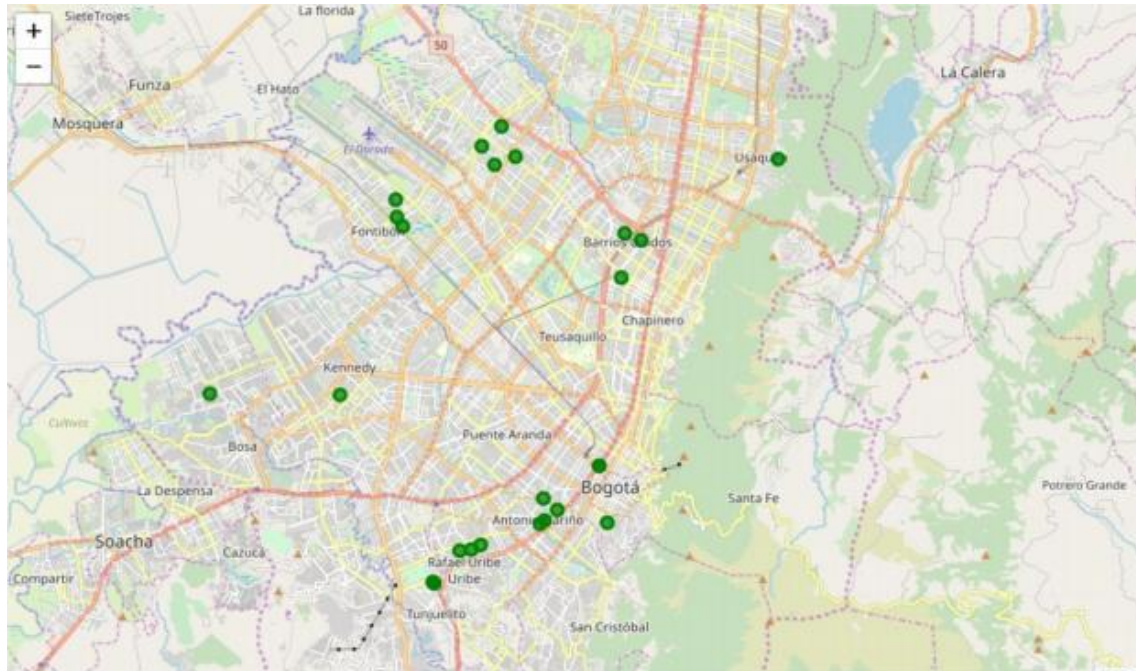 La florida
SieteTrojes
+
−
50
La Calera
Funza
El Hato
Mosquera
El Dorado
Usaquén
Fontibón
Barrios Unidos
Chapinero
Teusaquillo
Kennedy
Bosa
Puente Aranda
La Despensa
Bogotá
Santa Fe
Potrero Grande
Antonio Nariño
Soacha
Cazucá
Rafael Uribe
Uribe
Compartir
Tunjuelito
San Cristóbal